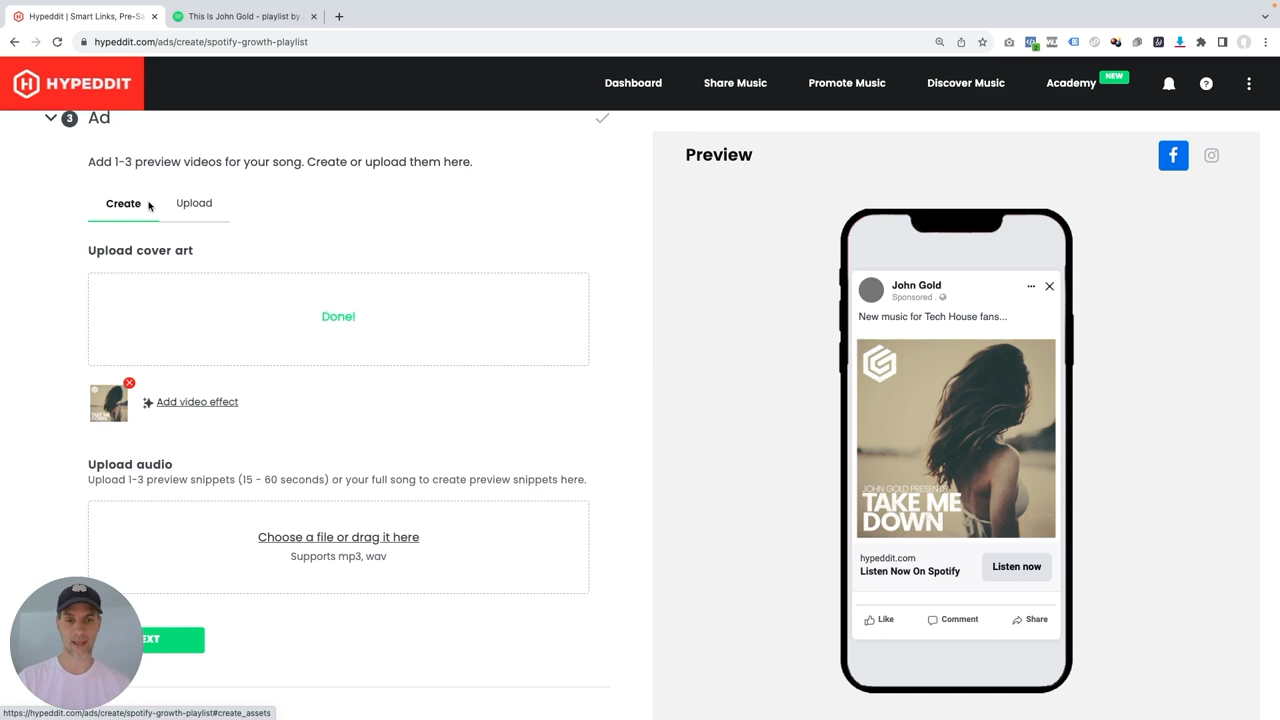 Hypeddit | Smart Links, Pre-Sa
This Is John Gold - playlist by
hypeddit.com/ads/create/spotify-growth-playlist
HYPEDDIT
Dashboard
Share Music
Promote Music
Discover Music
Academy
NEW
3
Ad
Add 1-3 preview videos for your song. Create or upload them here.
Create
Upload
Upload cover art
Done!
Add video effect
Upload audio
Upload 1-3 preview snippets (15 - 60 seconds) or your full song to create preview snippets here.
Choose a file or drag it here
Supports mp3, wav
EXT
https://hypeddit.com/ads/create/spotify-growth-playlist#create_assets
Preview
John Gold
Sponsored .
New music for Tech House fans...
JOHN GOLD PRESENTS
TAKE ME
DOWN
hypeddit.com
Listen Now On Spotify
Listen now
Like
Comment
Share